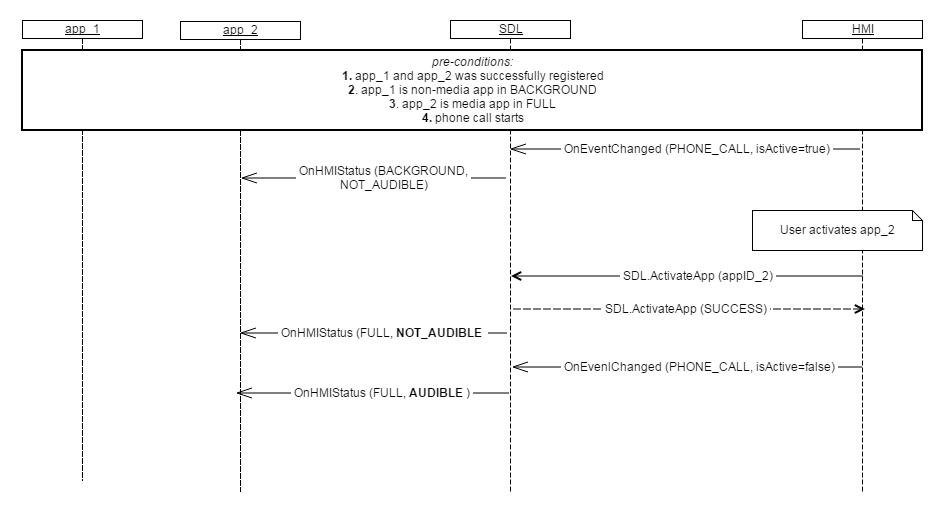 app_1
app_2
SDL
HMI
pre-conditions:
1. app_1 and app_2 was successfully registered
2. app_1 is non-media app in BACKGROUND
3. app_2 is media app in FULL
4. phone call starts
OnEventChanged (PHONE_CALL, isActive=true)
OnHMIStatus (BACKGROUND,
NOT_AUDIBLE)
User activates app_2
SDL.ActivateApp (appID_2)
SDL.ActivateApp (SUCCESS)
OnHMIStatus (FULL, NOT_AUDIBLE
OnEvenIChanged (PHONE_CALL, isActive=false)
OnHMIStatus (FULL, AUDIBLE )